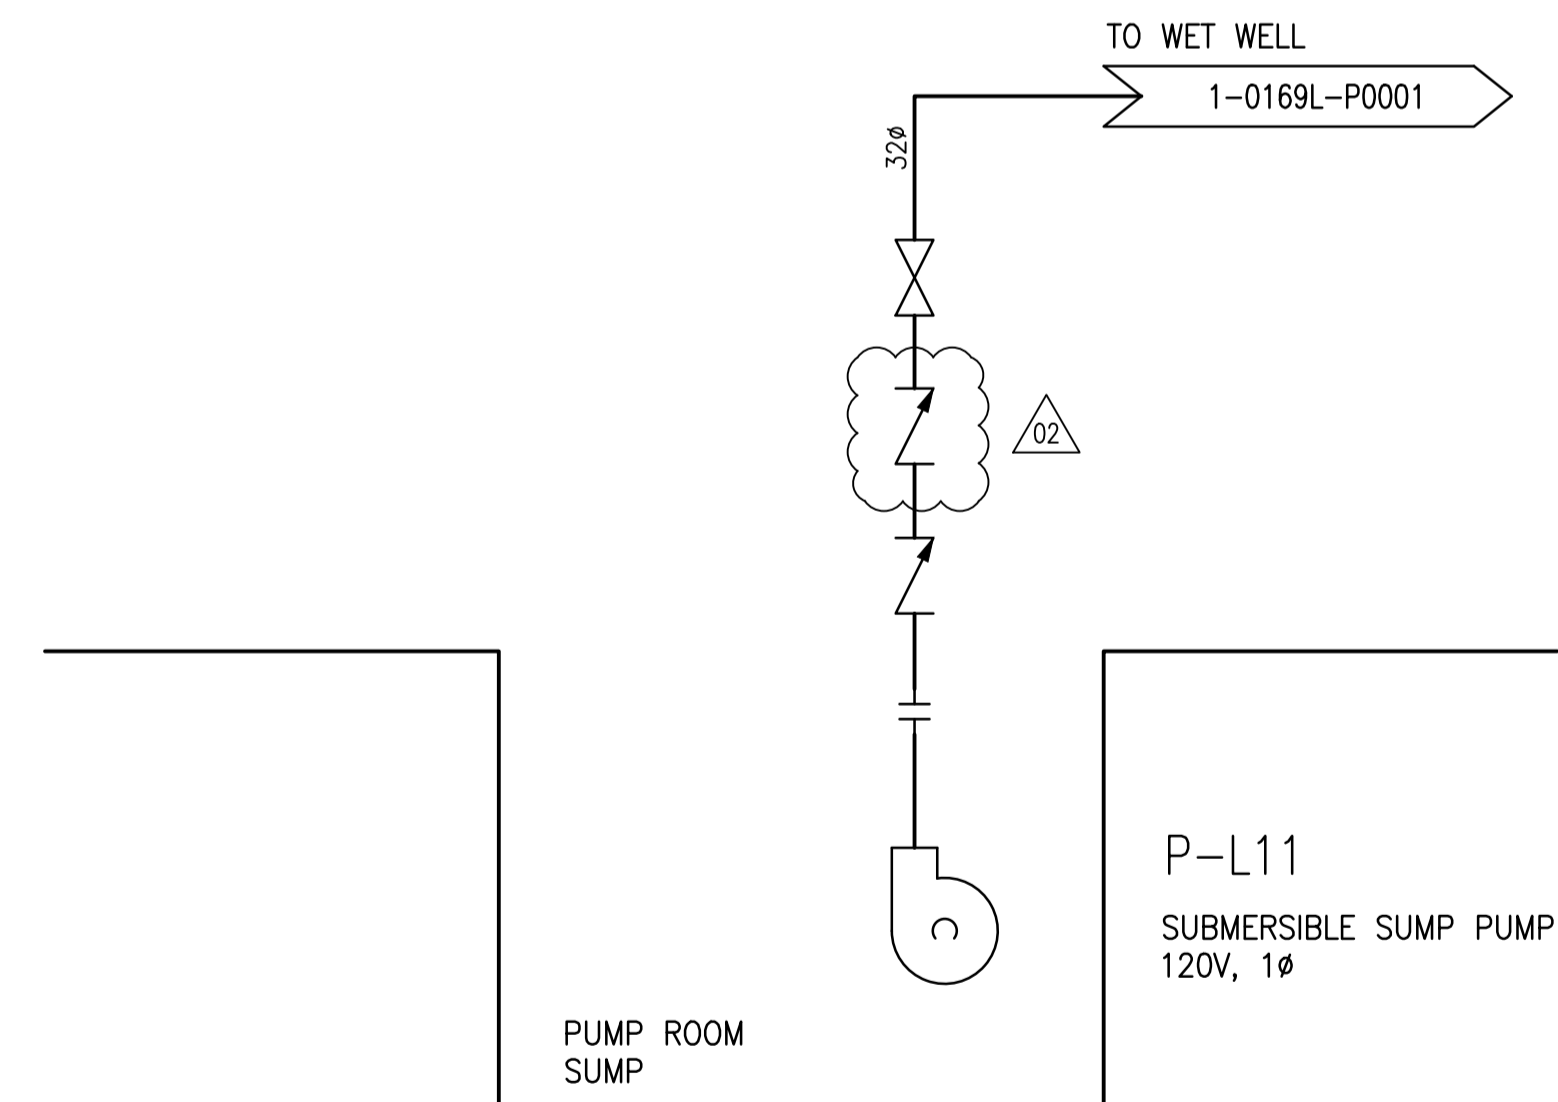 TO WET WELL
1-0169L-P0001
32ø
02
P-L11
SUBMERSIBLE SUMP PUMP
120V, 1ø
PUMP ROOM
SUMP